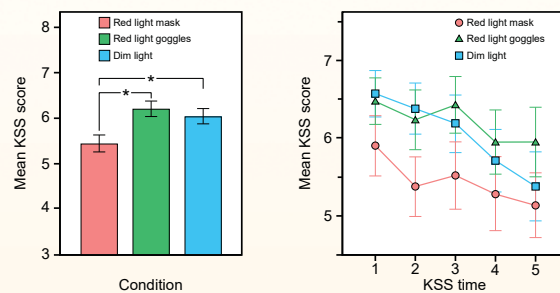 Mean KSS score
8
7
6
5
4
3
Red light mask
Red light goggles
Dim light
*
*
Condition
Mean KSS score
7
6
5
Red light mask
Red light goggles
Dim light
1 2 3 4 5
KSS time